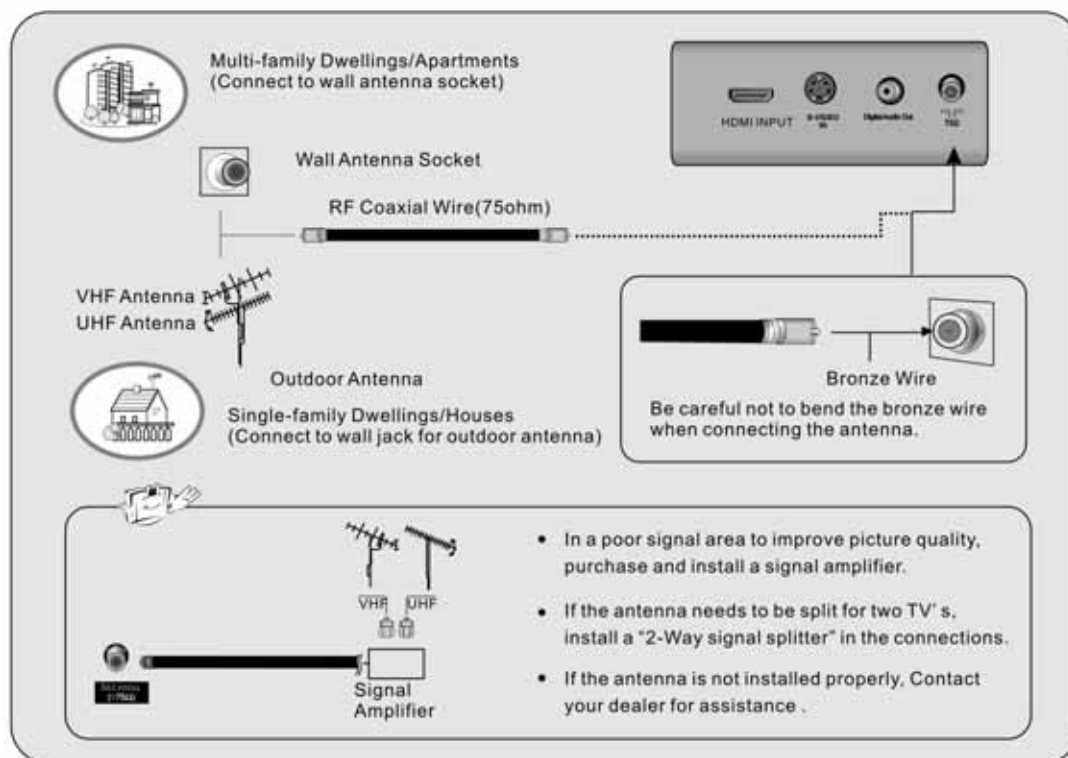 Multi-family Dwellings/Apartments
(Connect to wall antenna socket)
HDMI INPUT
S-VIDEO
IN
Digital Audio Out
75Ω
Wall Antenna Socket
RF Coaxial Wire(75ohm)
VHF Antenna
UHF Antenna
Outdoor Antenna
Single-family Dwellings/Houses
(Connect to wall jack for outdoor antenna)
Bronze Wire
Be careful not to bend the bronze wire
when connecting the antenna.
VHF UHF
Signal
Amplifier
• In a poor signal area to improve picture quality,
purchase and install a signal amplifier.
• If the antenna needs to be split for two TV' s,
install a “2-Way signal splitter” in the connections.
• If the antenna is not installed properly, Contact
your dealer for assistance .